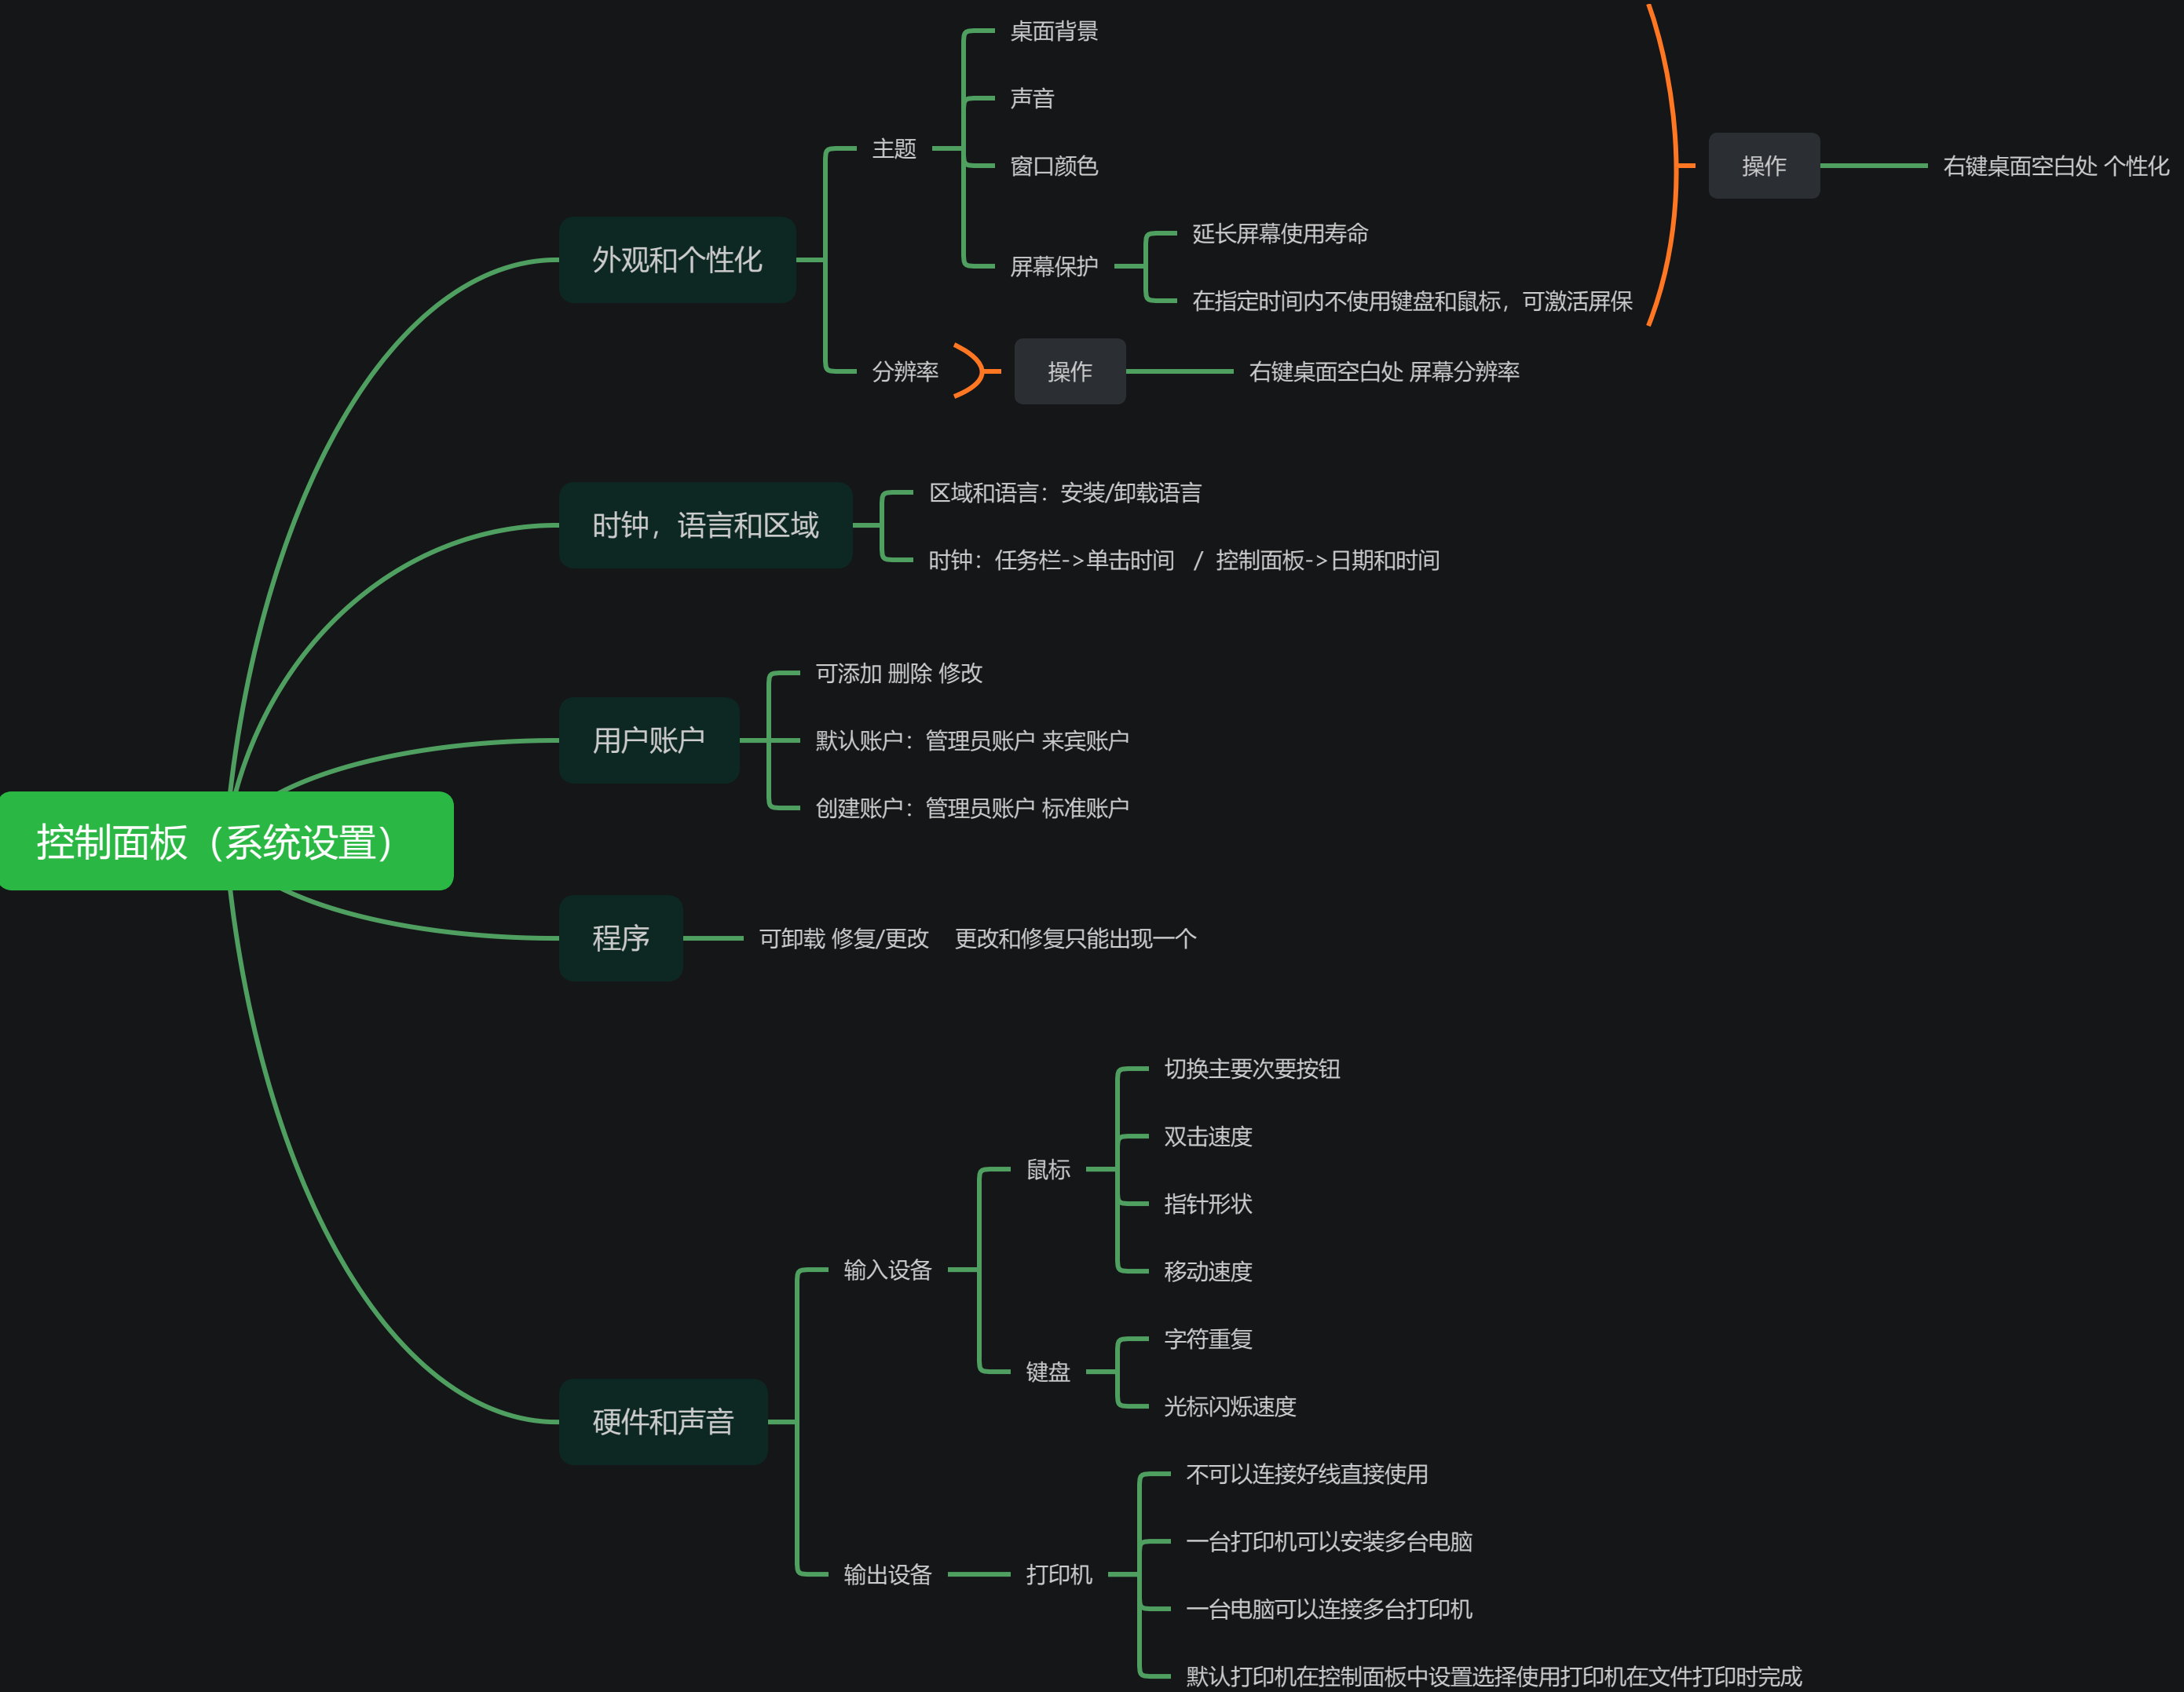 控制面板（系统设置）
外观和个性化
主题
桌面背景
声音
窗口颜色
屏幕保护
延长屏幕使用寿命
在指定时间内不使用键盘和鼠标，可激活屏保
操作
右键桌面空白处 个性化
分辨率
操作
右键桌面空白处 屏幕分辨率
时钟，语言和区域
区域和语言：安装/卸载语言
时钟：任务栏->单击时间 / 控制面板->日期和时间
用户账户
可添加 删除 修改
默认账户：管理员账户 来宾账户
创建账户：管理员账户 标准账户
程序
可卸载 修复/更改 更改和修复只能出现一个
硬件和声音
输入设备
鼠标
切换主要次要按钮
双击速度
指针形状
移动速度
键盘
字符重复
光标闪烁速度
输出设备
打印机
不可以连接好线直接使用
一台打印机可以安装多台电脑
一台电脑可以连接多台打印机
默认打印机在控制面板中设置选择使用打印机在文件打印时完成